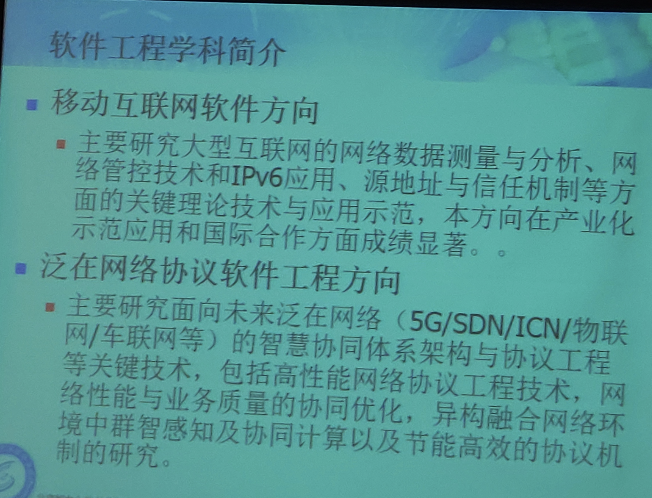 软件工程学科简介
移动互联网软件方向
主要研究大型互联网的网络数据测量与分析、网
络管控技术和IPv6应用、源地址与信任机制等方
面的关键理论技术与应用示范，本方向在产业化
示范应用和国际合作方面成绩显著。。
泛在网络协议软件工程方向
主要研究面向未来泛在网络（5G/SDN/ICN/物联
网/车联网等）的智慧协同体系架构与协议工程
等关键技术，包括高性能网络协议工程技术，网
络性能与业务质量的协同优化，异构融合网络环
境中群智感知及协同计算以及节能高效的协议机
制的研究。